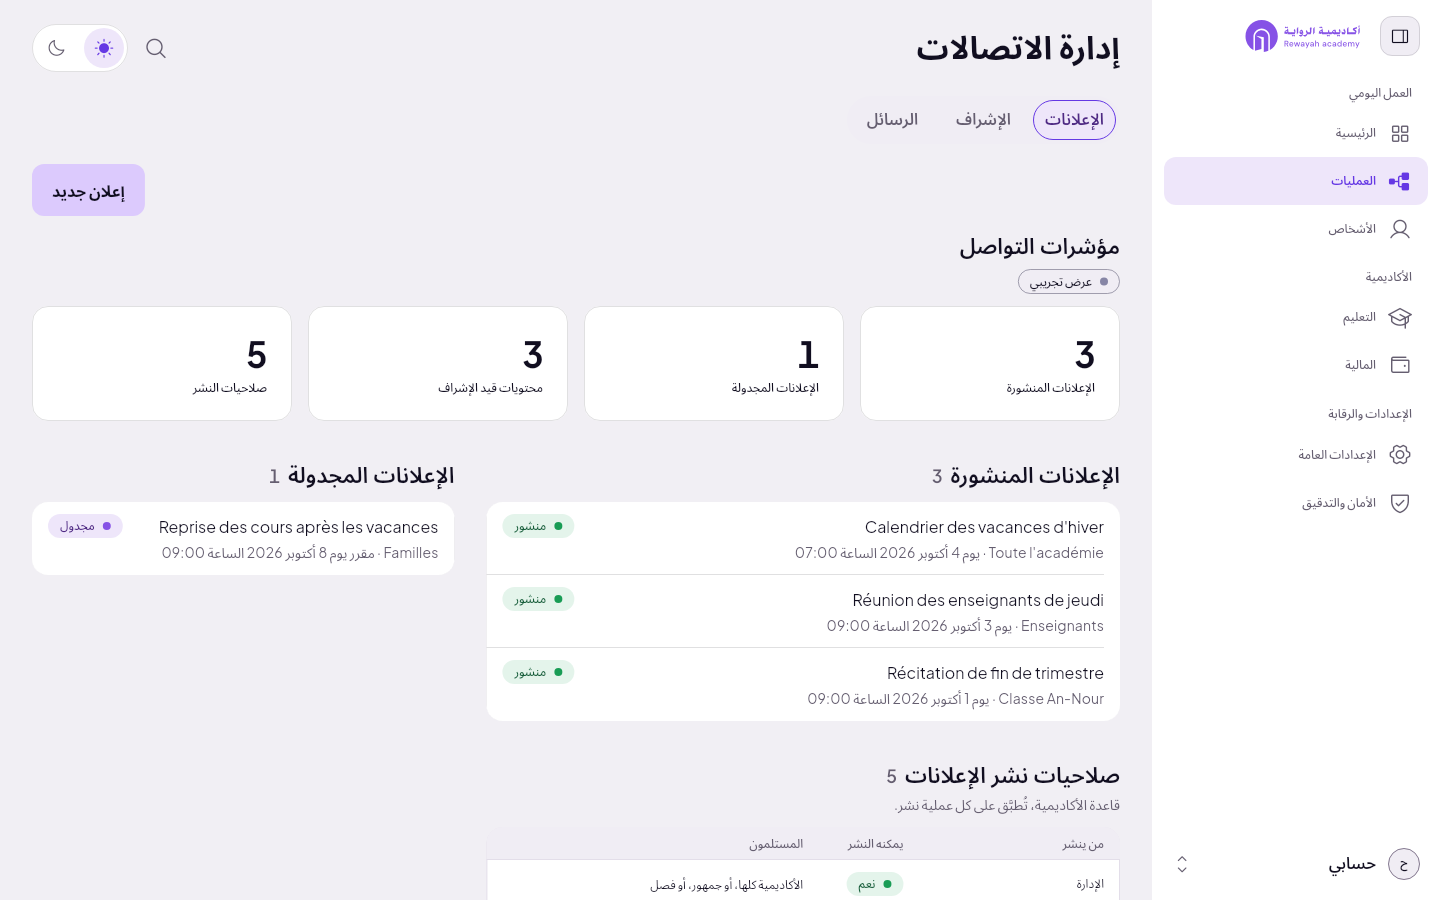 أكاديمية الرواية
Rewayah academy
العمل اليومي
الرئيسية
العمليات
الأشخاص
الأكاديمية
التعليم
المالية
الإعدادات والرقابة
الإعدادات العامة
الأمان والتدقيق
ح
حسابي
إدارة الاتصالات
الإعلانات
الإشراف
الرسائل
إعلان جديد
مؤشرات التواصل
عرض تجريبي
3
الإعلانات المنشورة
1
الإعلانات المجدولة
3
محتويات قيد الإشراف
5
صلاحيات النشر
الإعلانات المنشورة 3
Calendrier des vacances d'hiver
منشور
Toute l'académie · يوم 4 أكتوبر 2026 الساعة 07:00
Réunion des enseignants de jeudi
منشور
Enseignants · يوم 3 أكتوبر 2026 الساعة 09:00
Récitation de fin de trimestre
منشور
Classe An-Nour · يوم 1 أكتوبر 2026 الساعة 09:00
الإعلانات المجدولة 1
Reprise des cours après les vacances
مجدول
Familles · مقرر يوم 8 أكتوبر 2026 الساعة 09:00
صلاحيات نشر الإعلانات 5
قاعدة الأكاديمية، تُطبَّق على كل عملية نشر.
من ينشر
يمكنه النشر
المستلمون
الإدارة
نعم
الأكاديمية كلها، أو جمهور، أو فصل